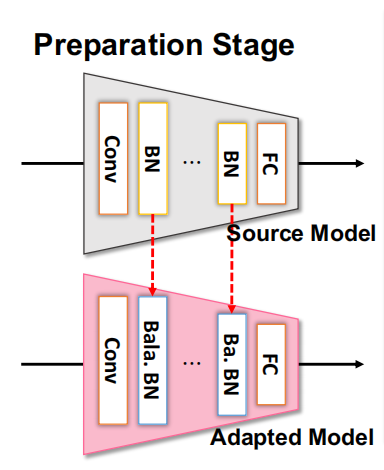 Preparation Stage
Conv
BN
...
BN
FC
Source Model
Conv
Bala. BN
...
Ba. BN
FC
Adapted Model